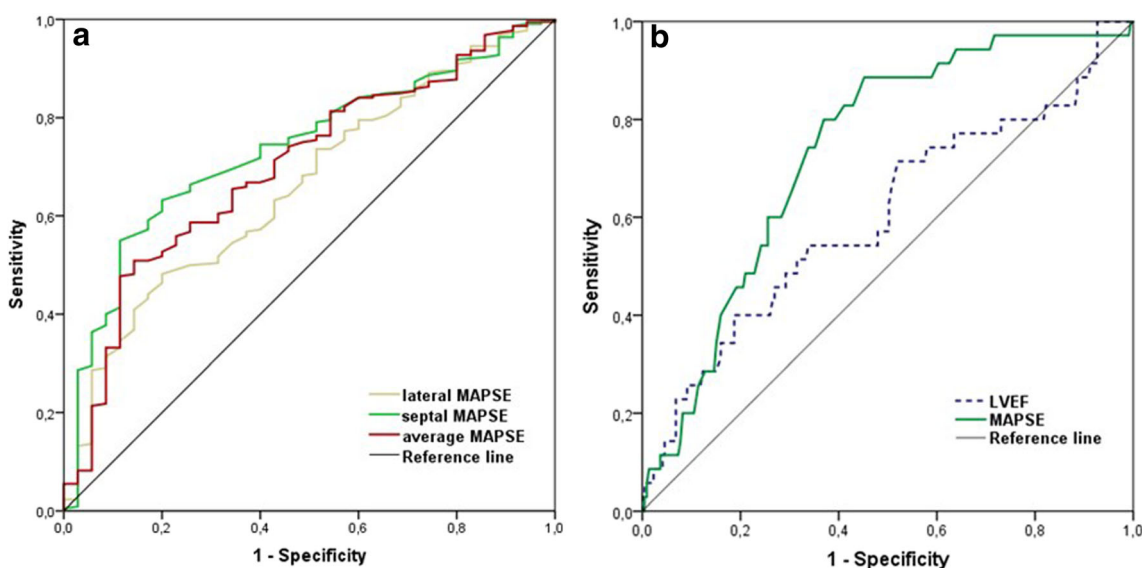 a
1,0
0,8
0,6
0,4
0,2
0,0
Sensitivity
lateral MAPSE
septal MAPSE
average MAPSE
Reference line
0,0 0,2 0,4 0,6 0,8 1,0
1 - Specificity
b
1,0
0,8
0,6
0,4
0,2
0,0
Sensitivity
LVEF
MAPSE
Reference line
0,0 0,2 0,4 0,6 0,8 1,0
1 - Specificity